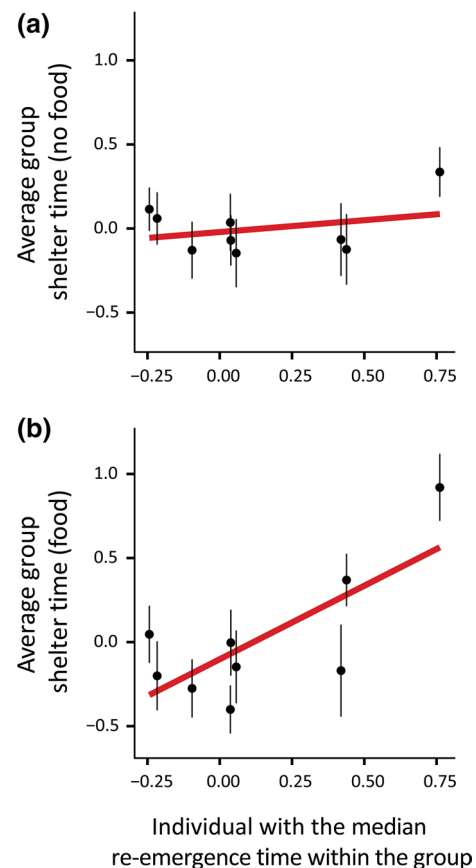 (a)
Average group
shelter time (no food)
1.0
0.5
0.0
−0.5
−0.25 0.00 0.25 0.50 0.75
(b)
Average group
shelter time (food)
1.0
0.5
0.0
−0.5
−0.25 0.00 0.25 0.50 0.75
Individual with the median
re-emergence time within the group